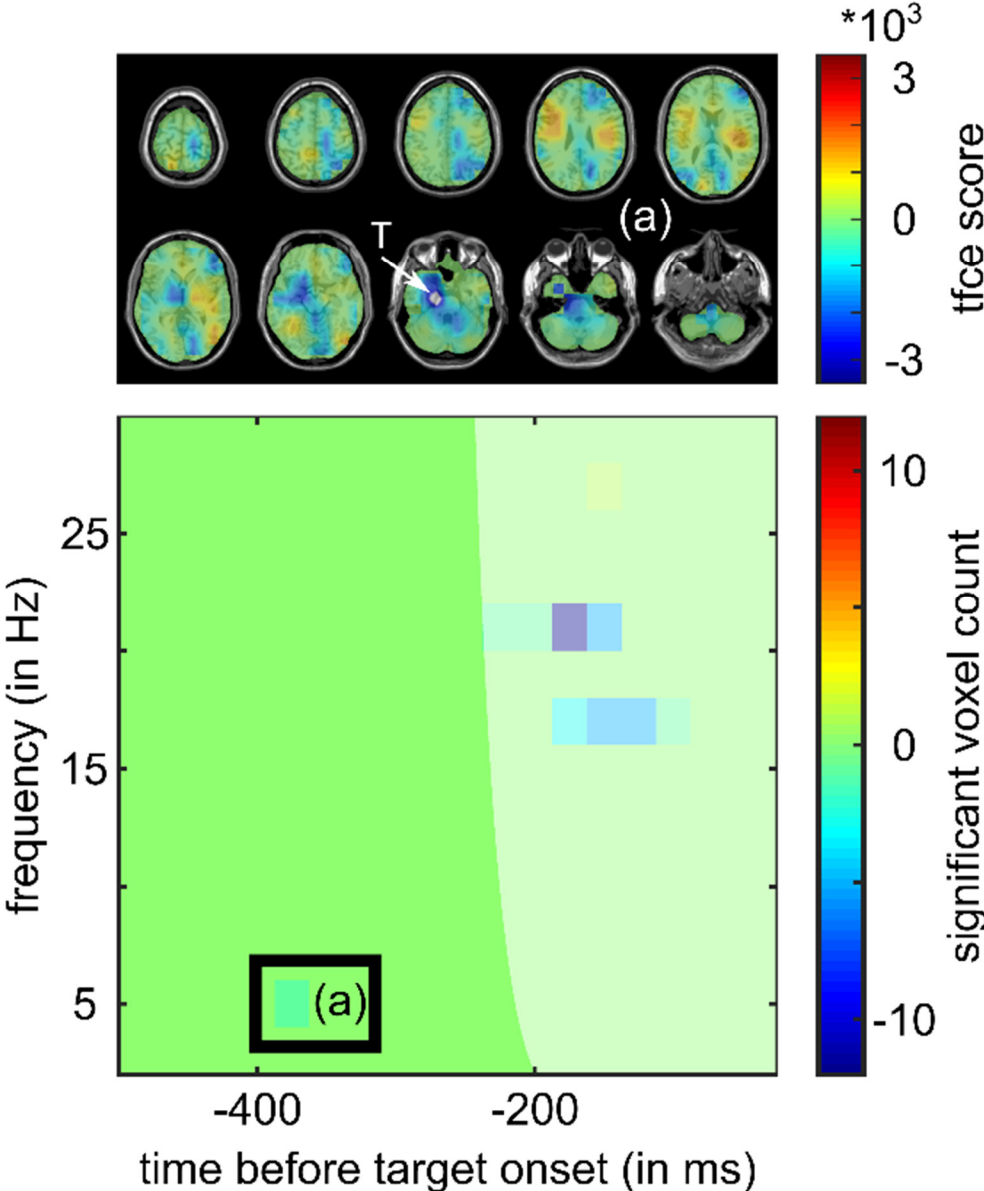 *10³
3
0
-3
tfce score
T
(a)
25
15
5
frequency (in Hz)
(a)
-400
-200
time before target onset (in ms)
10
0
-10
significant voxel count